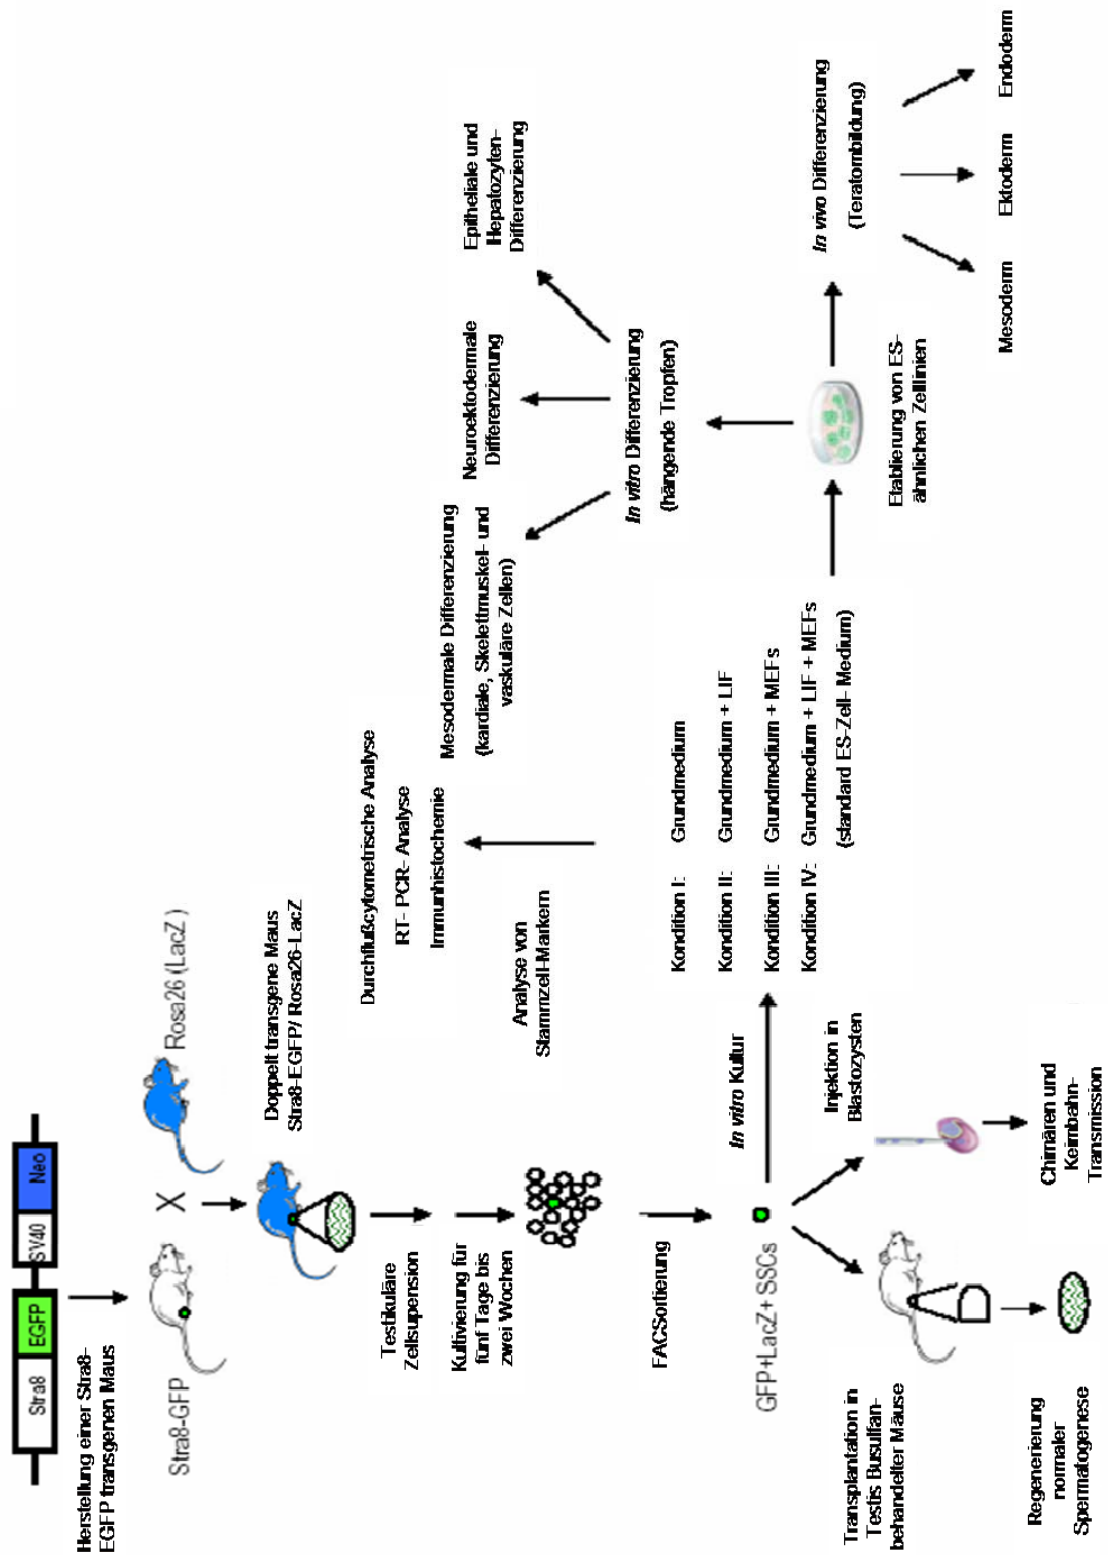 Stra8
EGFP
SV40
Neo
Herstellung einer Stra8-
EGFP transgenen Maus
Stra8-GFP
X
Rosa26 (LacZ )
Doppelt transgene Maus
Stra8-EGFP/ Rosa26-LacZ
Testikuläre
Zellsupension
Kultivierung für
fünf Tage bis
zwei Wochen
FACSortierung
GFP+LacZ+ SSCs
Transplantation in
Testis Busulfan-
behandelter Mäuse
Regenerierung
normaler
Spermatogenese
Injektion in
Blastozysten
Chimären und
Keimbahn-
Transmission
In vitro Kultur
Kondition I: Grundmedium
Kondition II: Grundmedium + LIF
Kondition III: Grundmedium + MEFs
Kondition IV: Grundmedium + LIF + MEFs
(standard ES-Zell- Medium)
Analyse von
Stammzell-Markern
Durchflußcytometrische Analyse
RT- PCR- Analyse
Immunhistochemie
Etablierung von ES-
ähnlichen Zelllinien
In vitro Differenzierung
(hängende Tropfen)
Mesodermale Differenzierung
(kardiale, Skelettmuskel- und
vaskuläre Zellen)
Neuroektodermale
Differenzierung
Epitheliale und
Hepatozyten-
Differenzierung
In vivo Differenzierung
(Teratombildung)
Mesoderm
Ektoderm
Endoderm